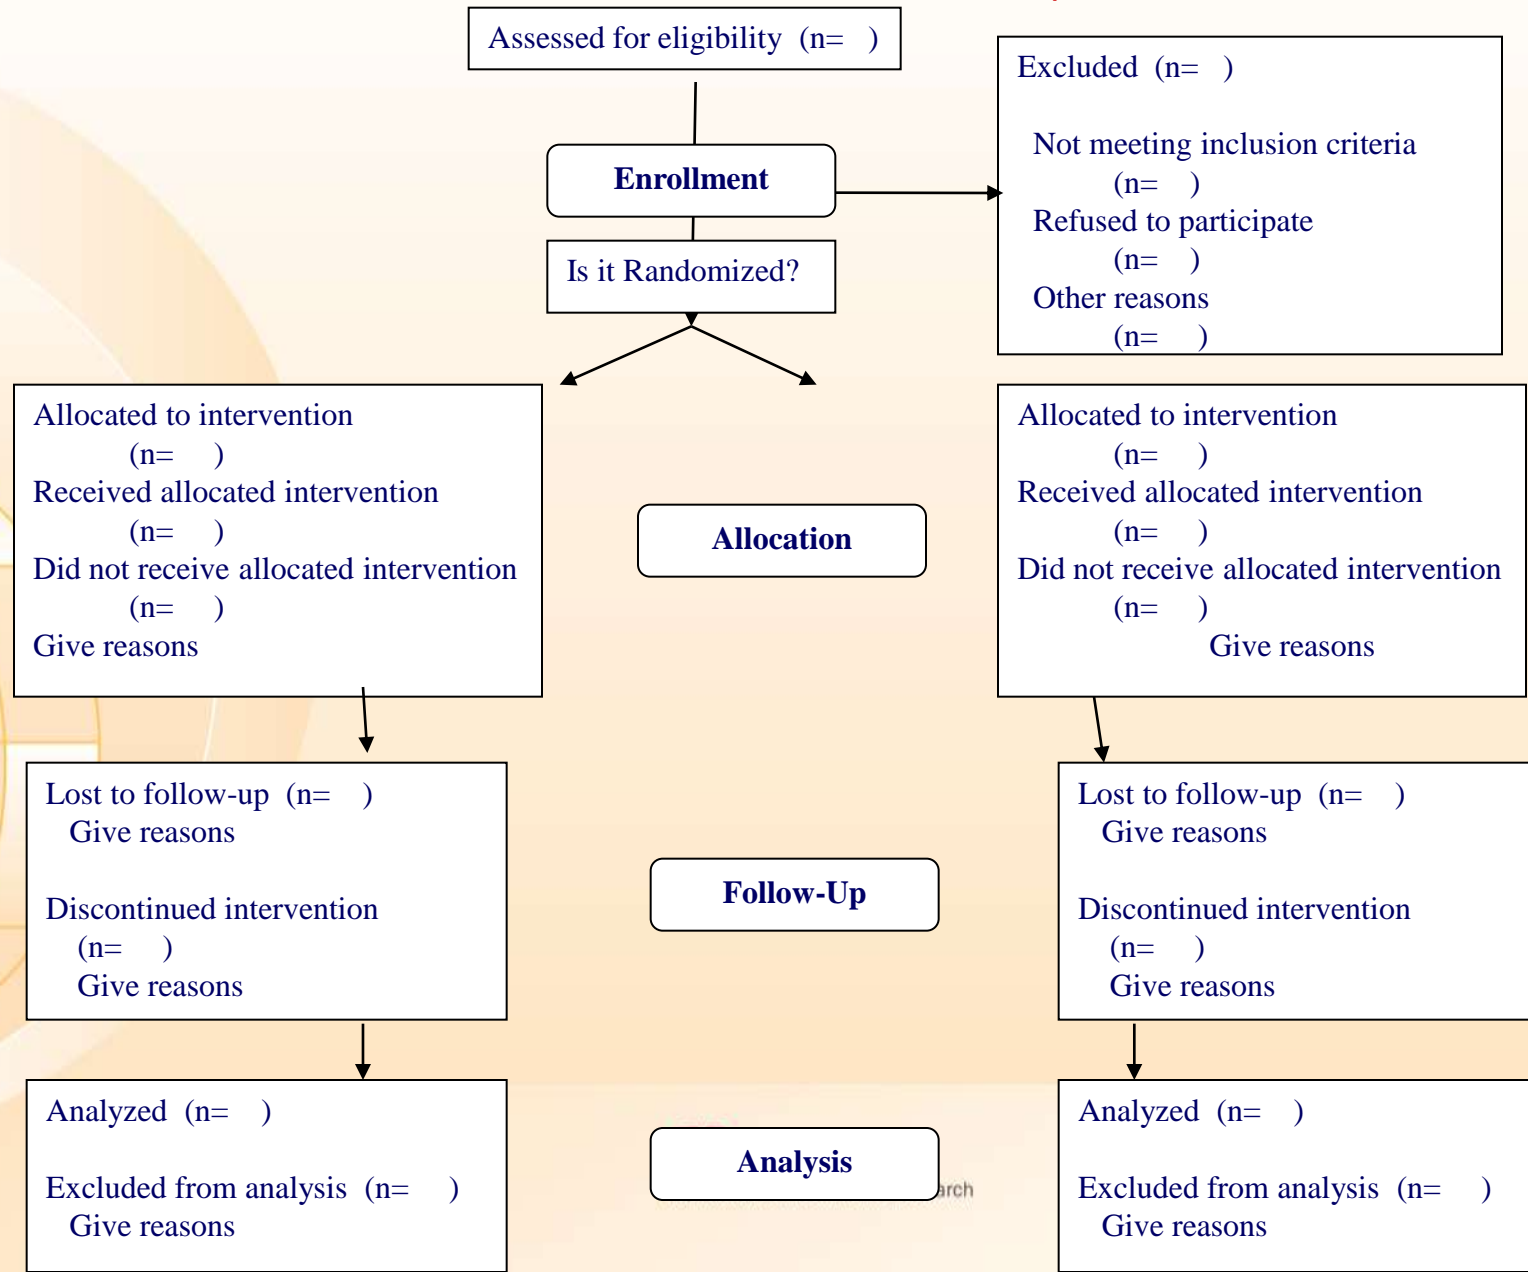 Assessed for eligibility (n= )
Excluded (n= )
Not meeting inclusion criteria
(n= )
Refused to participate
(n= )
Other reasons
(n= )
Enrollment
Is it Randomized?
Allocated to intervention
(n= )
Received allocated intervention
(n= )
Did not receive allocated intervention
(n= )
Give reasons
Allocation
Allocated to intervention
(n= )
Received allocated intervention
(n= )
Did not receive allocated intervention
(n= )
Give reasons
Lost to follow-up (n= )
Give reasons
Discontinued intervention
(n= )
Give reasons
Follow-Up
Lost to follow-up (n= )
Give reasons
Discontinued intervention
(n= )
Give reasons
Analyzed (n= )
Excluded from analysis (n= )
Give reasons
Analysis
arch
Analyzed (n= )
Excluded from analysis (n= )
Give reasons